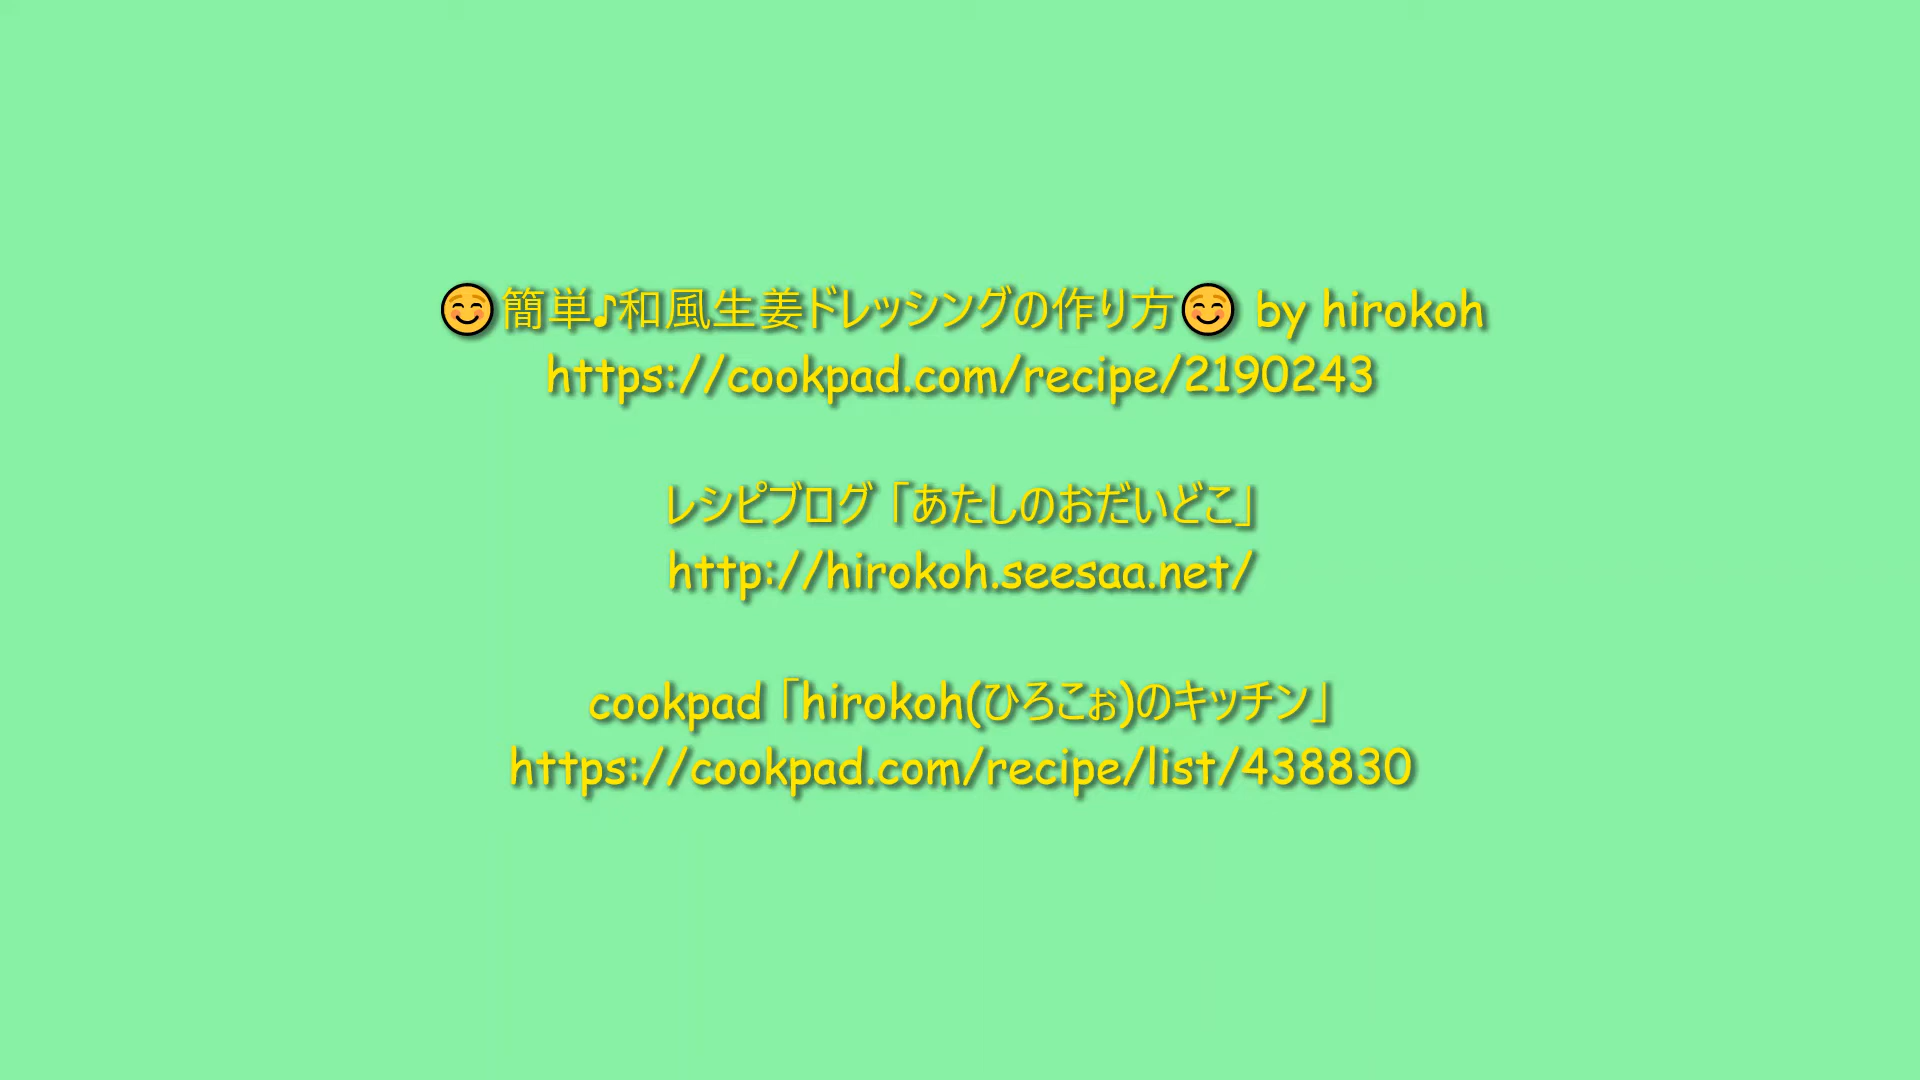 😊簡単♪和風生姜ドレッシングの作り方😊 by hirokoh
https://cookpad.com/recipe/2190243
レシピブログ「あたしのおだいどこ」
http://hirokoh.seesaa.net/
cookpad「hirokoh(ひろこぉ)のキッチン」
https://cookpad.com/recipe/list/438830